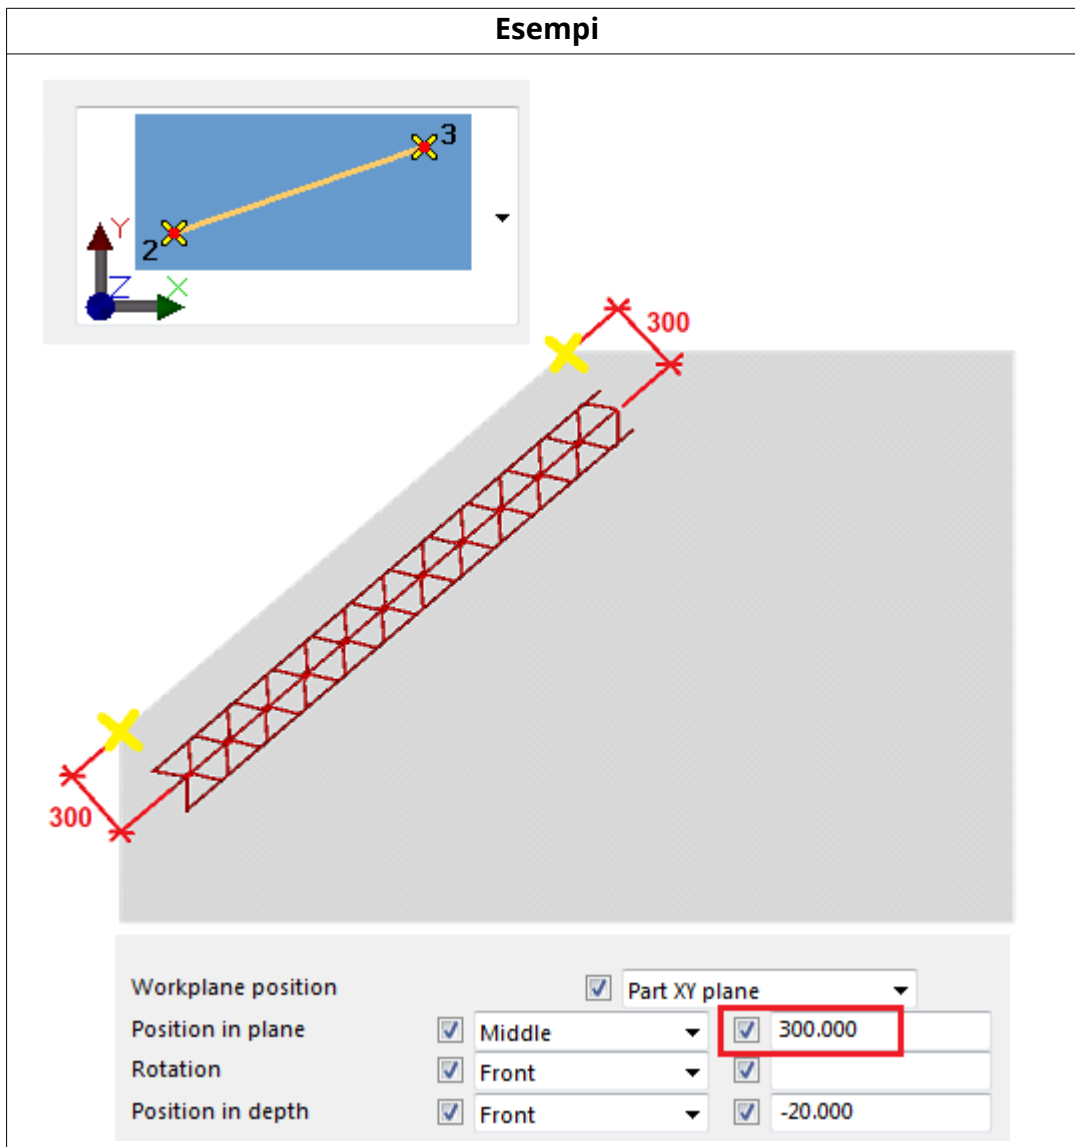 Esempi
3
Y
2
Z X
300
300
Workplane position Part XY plane
Position in plane Middle 300.000
Rotation Front
Position in depth Front -20.000